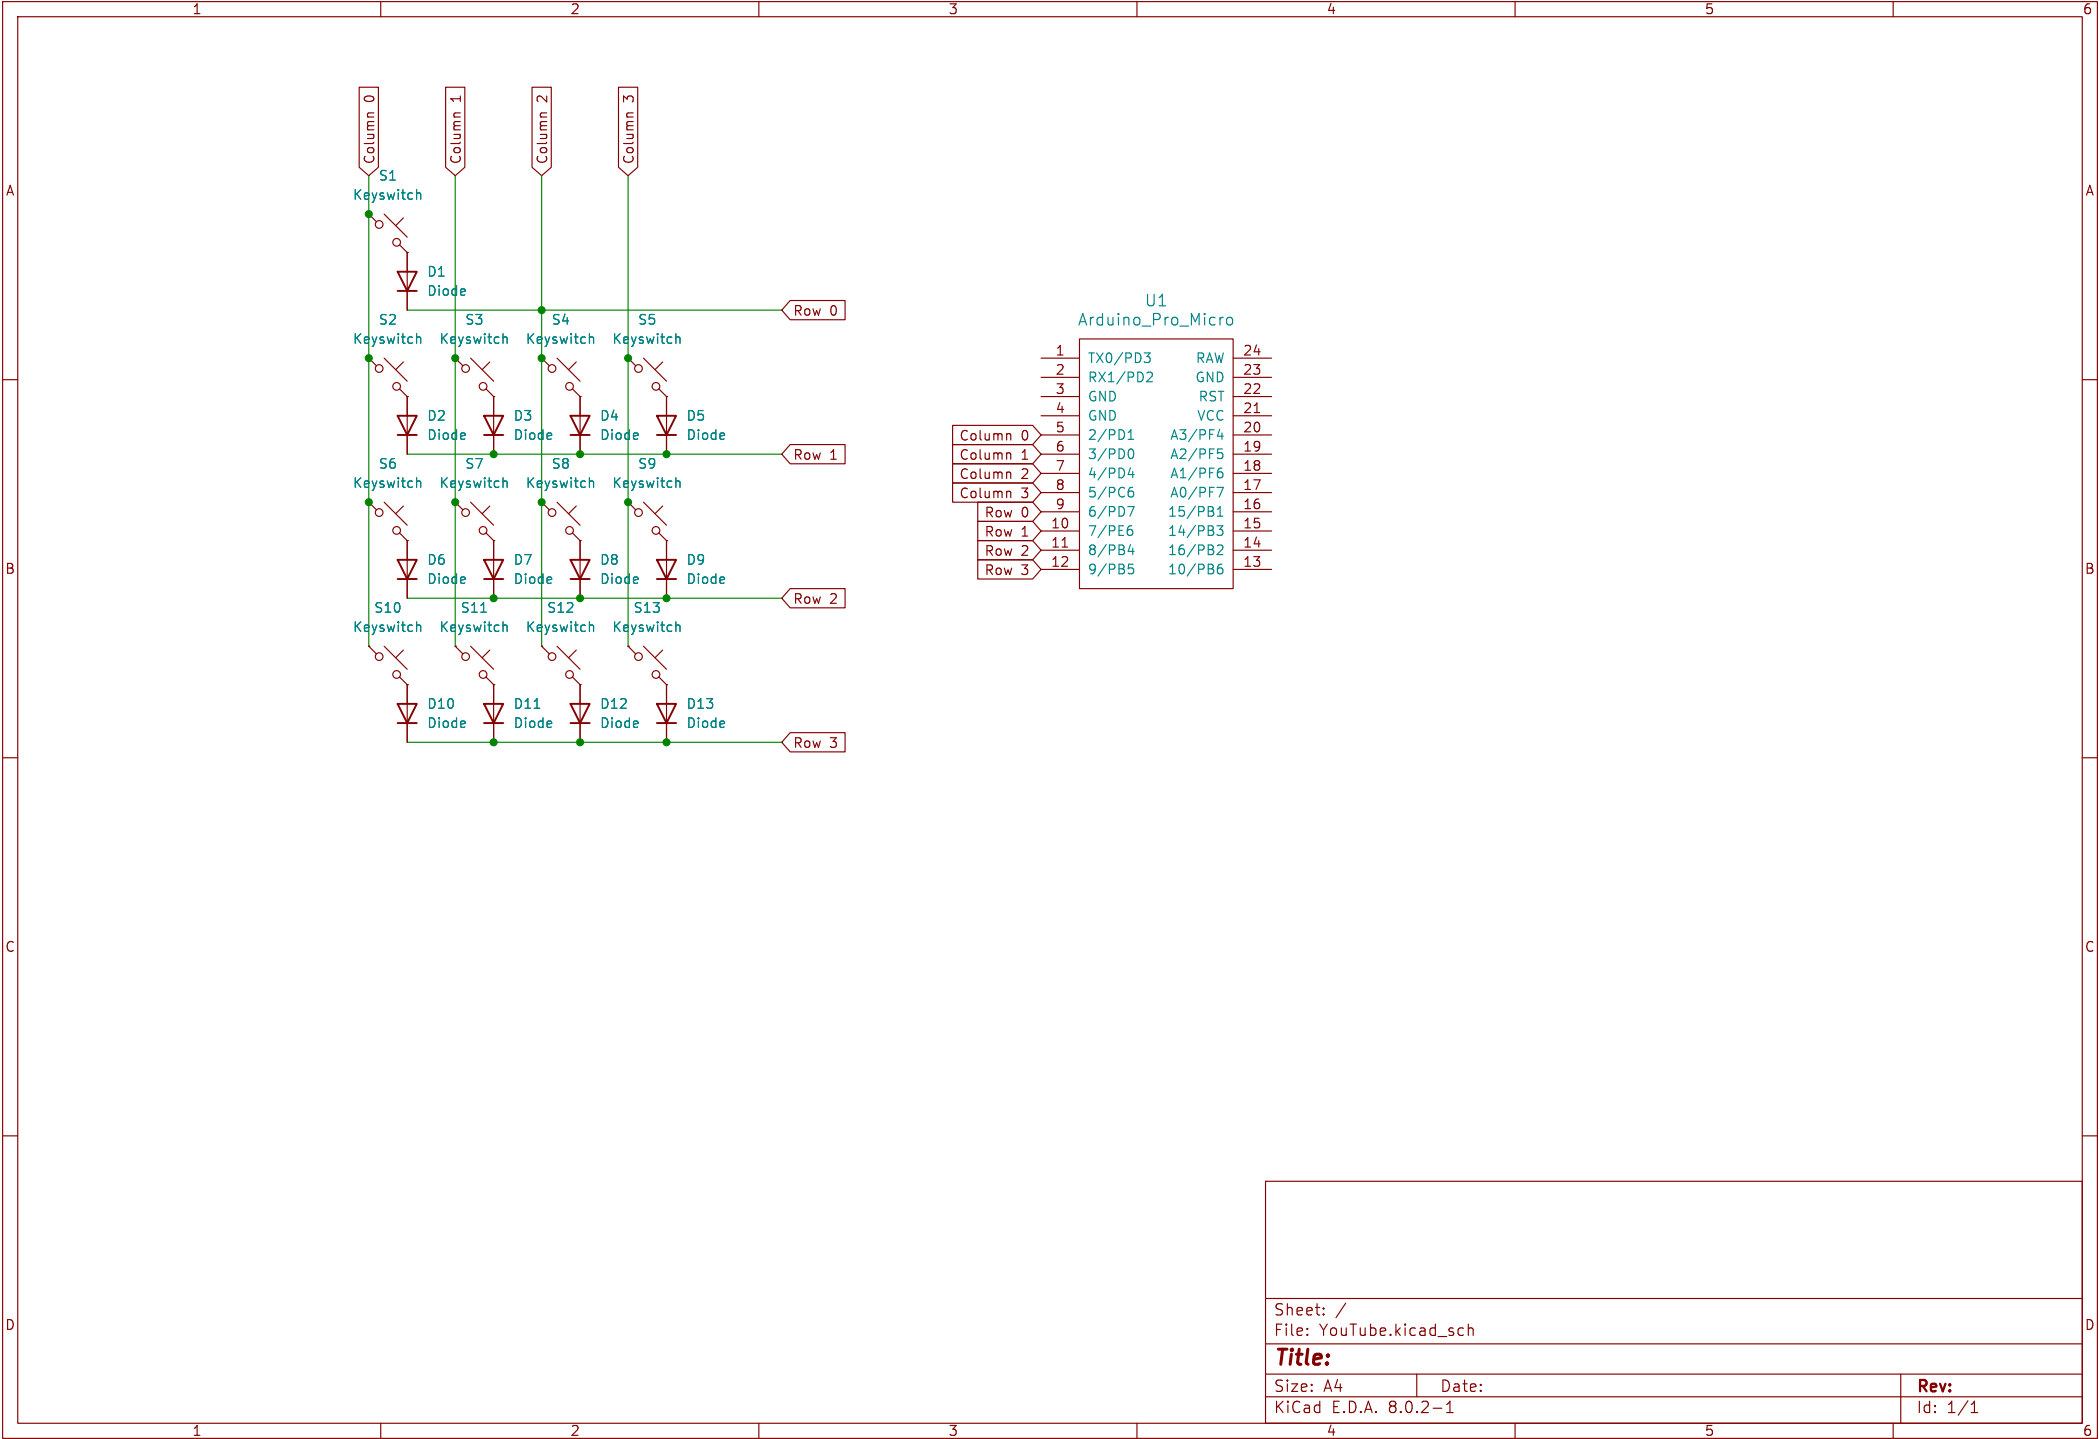 1 2 3 4 5 6
Column 0
Column 1
Column 2
Column 3
S1
Keyswitch
A A
D1
Diode
Row 0
S2 S3 S4 S5
Keyswitch Keyswitch Keyswitch Keyswitch
D2 D3 D4 D5
Diode Diode Diode Diode
Row 1
S6 S7 S8 S9
Keyswitch Keyswitch Keyswitch Keyswitch
D6 D7 D8 D9
Diode Diode Diode Diode
B B
Row 2
S10 S11 S12 S13
Keyswitch Keyswitch Keyswitch Keyswitch
D10 D11 D12 D13
Diode Diode Diode Diode
Row 3
U1
Arduino_Pro_Micro
1 TX0/PD3 RAW 24
2 RX1/PD2 GND 23
3 GND RST 22
4 GND VCC 21
Column 0 5 2/PD1 A3/PF4 20
Column 1 6 3/PD0 A2/PF5 19
Column 2 7 4/PD4 A1/PF6 18
Column 3 8 5/PC6 A0/PF7 17
Row 0 9 6/PD7 15/PB1 16
Row 1 10 7/PE6 14/PB3 15
Row 2 11 8/PB4 16/PB2 14
Row 3 12 9/PB5 10/PB6 13
C C
D D
Sheet: /
File: YouTube.kicad_sch
Title:
Size: A4 Date: Rev:
KiCad E.D.A. 8.0.2-1 Id: 1/1
1 2 3 4 5 6